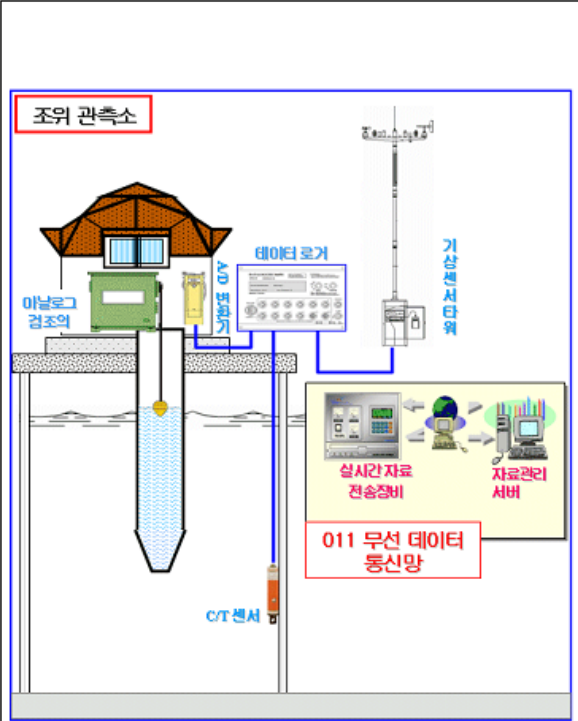 조위 관측소
데이터 로거
A/D 변환기
기상센서타워
아날로그
검조의
실시간 자료
전송장비
자료관리
서버
011 무선 데이터
통신망
C/T 센서